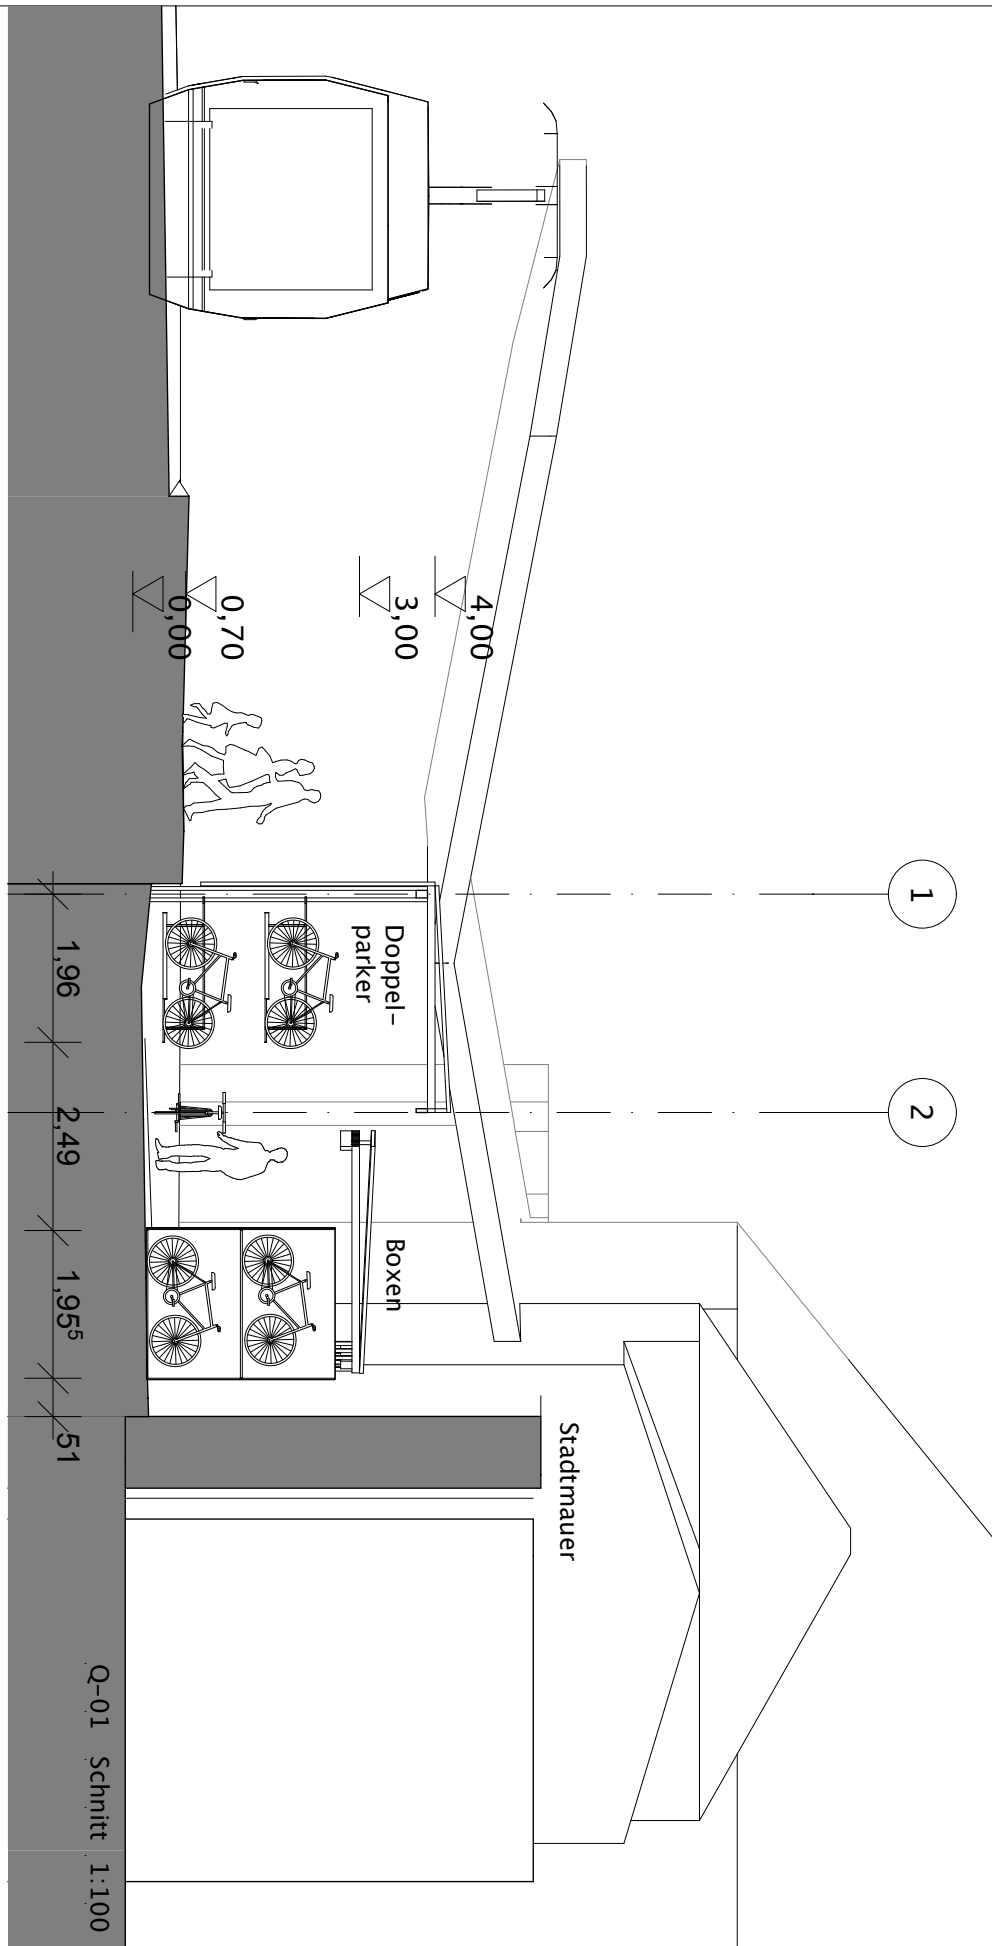 1
2
4,00
3,00
0,70
0,00
Doppel-
parker
Boxen
Stadtmauer
1,96
2,49
1,95⁵
51
Q-01 Schnitt 1:100